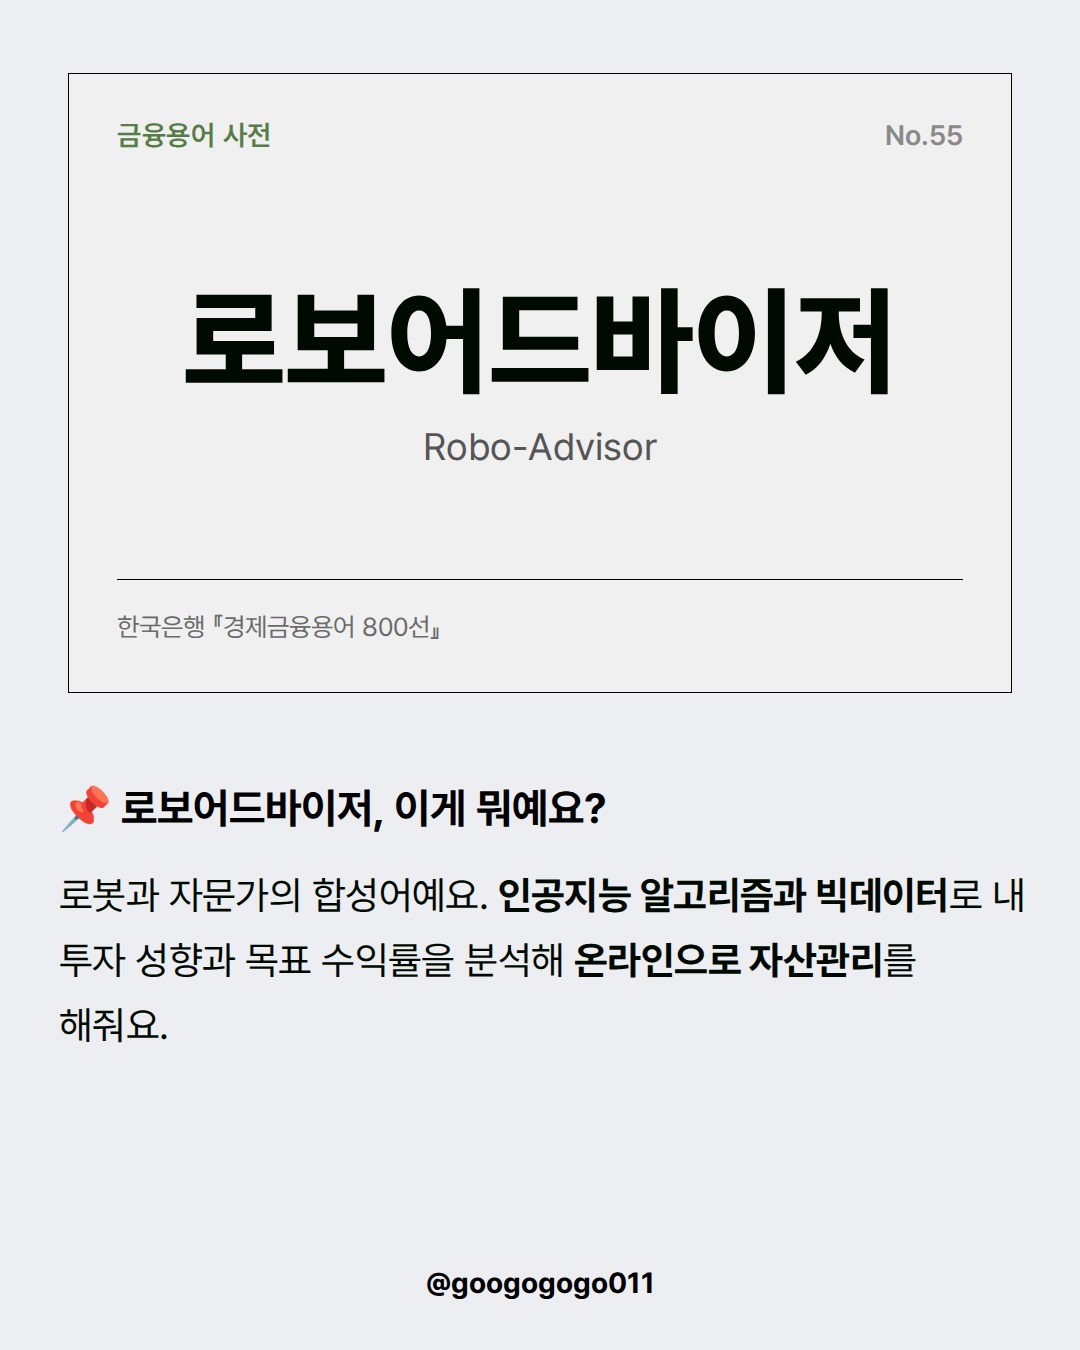 금융용어 사전
No.55
로보어드바이저
Robo-Advisor
한국은행 『경제금융용어 800선』
📌 로보어드바이저, 이게 뭐예요?
로봇과 자문가의 합성어예요. 인공지능 알고리즘과 빅데이터로 내
투자 성향과 목표 수익률을 분석해 온라인으로 자산관리를
해줘요.
@googogogo011